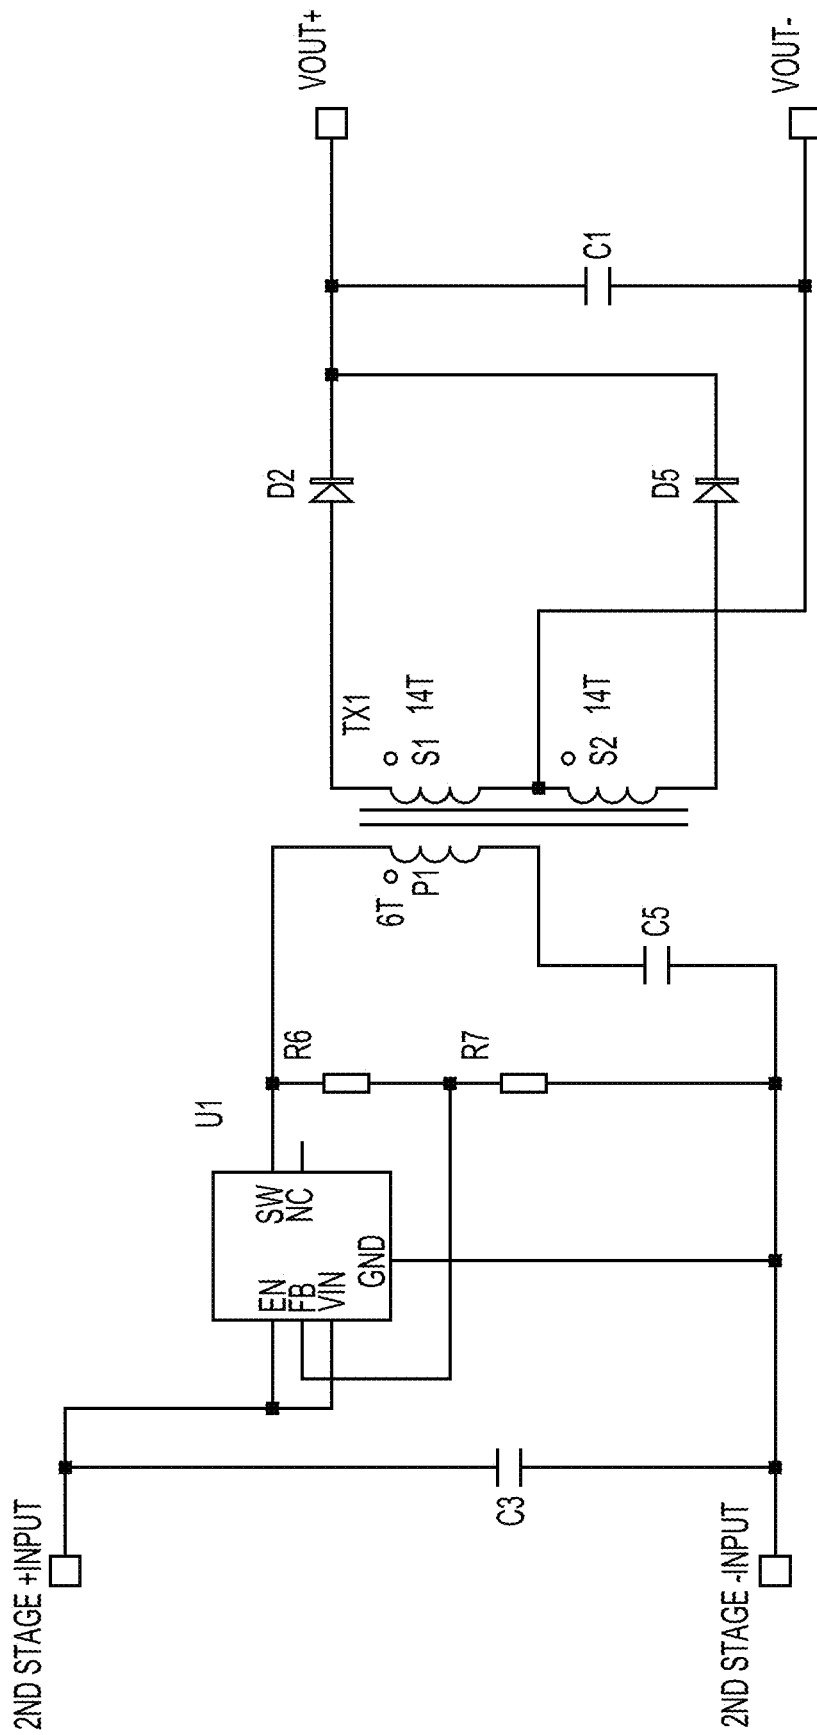 2ND STAGE +INPUT
2ND STAGE -INPUT
C3
U1
EN
FB
VIN
GND
SW
NC
R6
R7
C5
6T
P1
TX1
S1
14T
S2
14T
D2
D5
C1
VOUT+
VOUT-